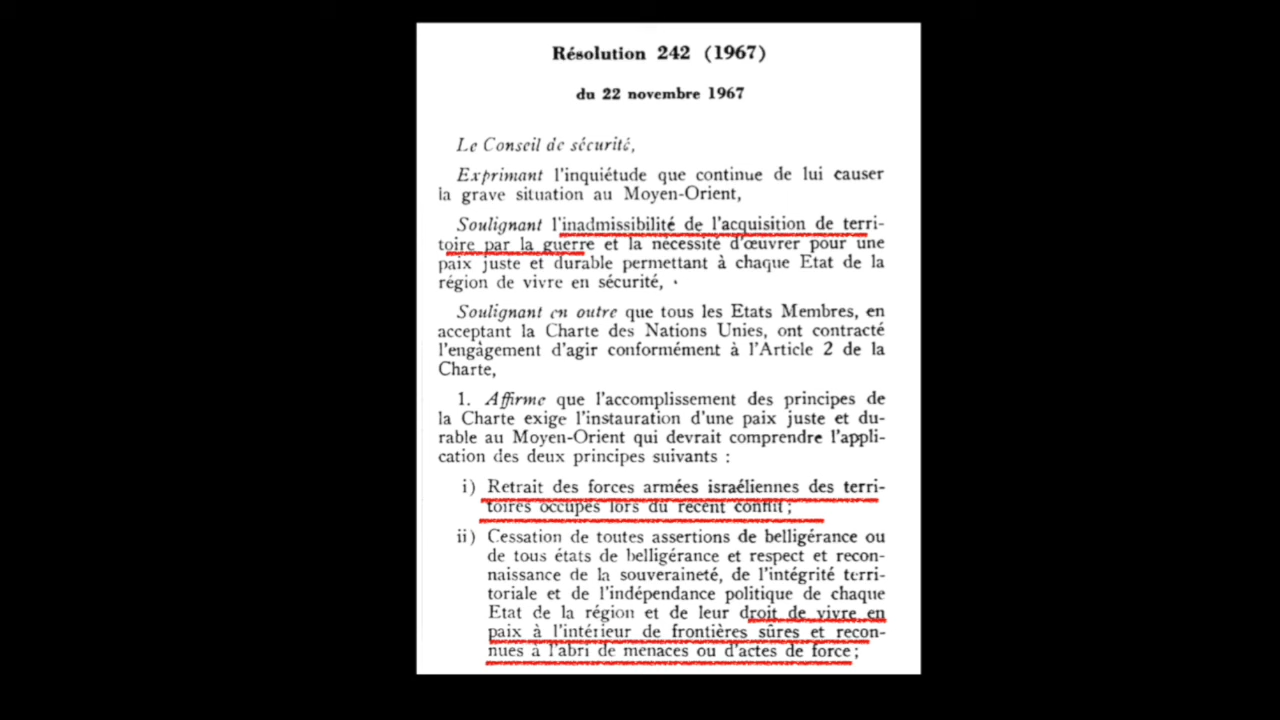 Résolution 242 (1967)
du 22 novembre 1967
Le Conseil de sécurité,
Exprimant l'inquiétude que continue de lui causer
la grave situation au Moyen-Orient,
Soulignant l'inadmissibilité de l'acquisition de terri-
toire par la guerre et la nécessité d'œuvrer pour une
paix juste et durable permettant à chaque Etat de la
région de vivre en sécurité,
Soulignant en outre que tous les Etats Membres, en
acceptant la Charte des Nations Unies, ont contracté
l'engagement d'agir conformément à l'Article 2 de la
Charte,
1. Affirme que l'accomplissement des principes de
la Charte exige l'instauration d'une paix juste et du-
rable au Moyen-Orient qui devrait comprendre l'appli-
cation des deux principes suivants :
i) Retrait des forces armées israéliennes des terri-
toires occupés lors du récent conflit ;
ii) Cessation de toutes assertions de belligérance ou
de tous états de belligérance et respect et recon-
naissance de la souveraineté, de l'intégrité terri-
toriale et de l'indépendance politique de chaque
Etat de la région et de leur droit de vivre en
paix à l'intérieur de frontières sûres et recon-
nues à l'abri de menaces ou d'actes de force ;